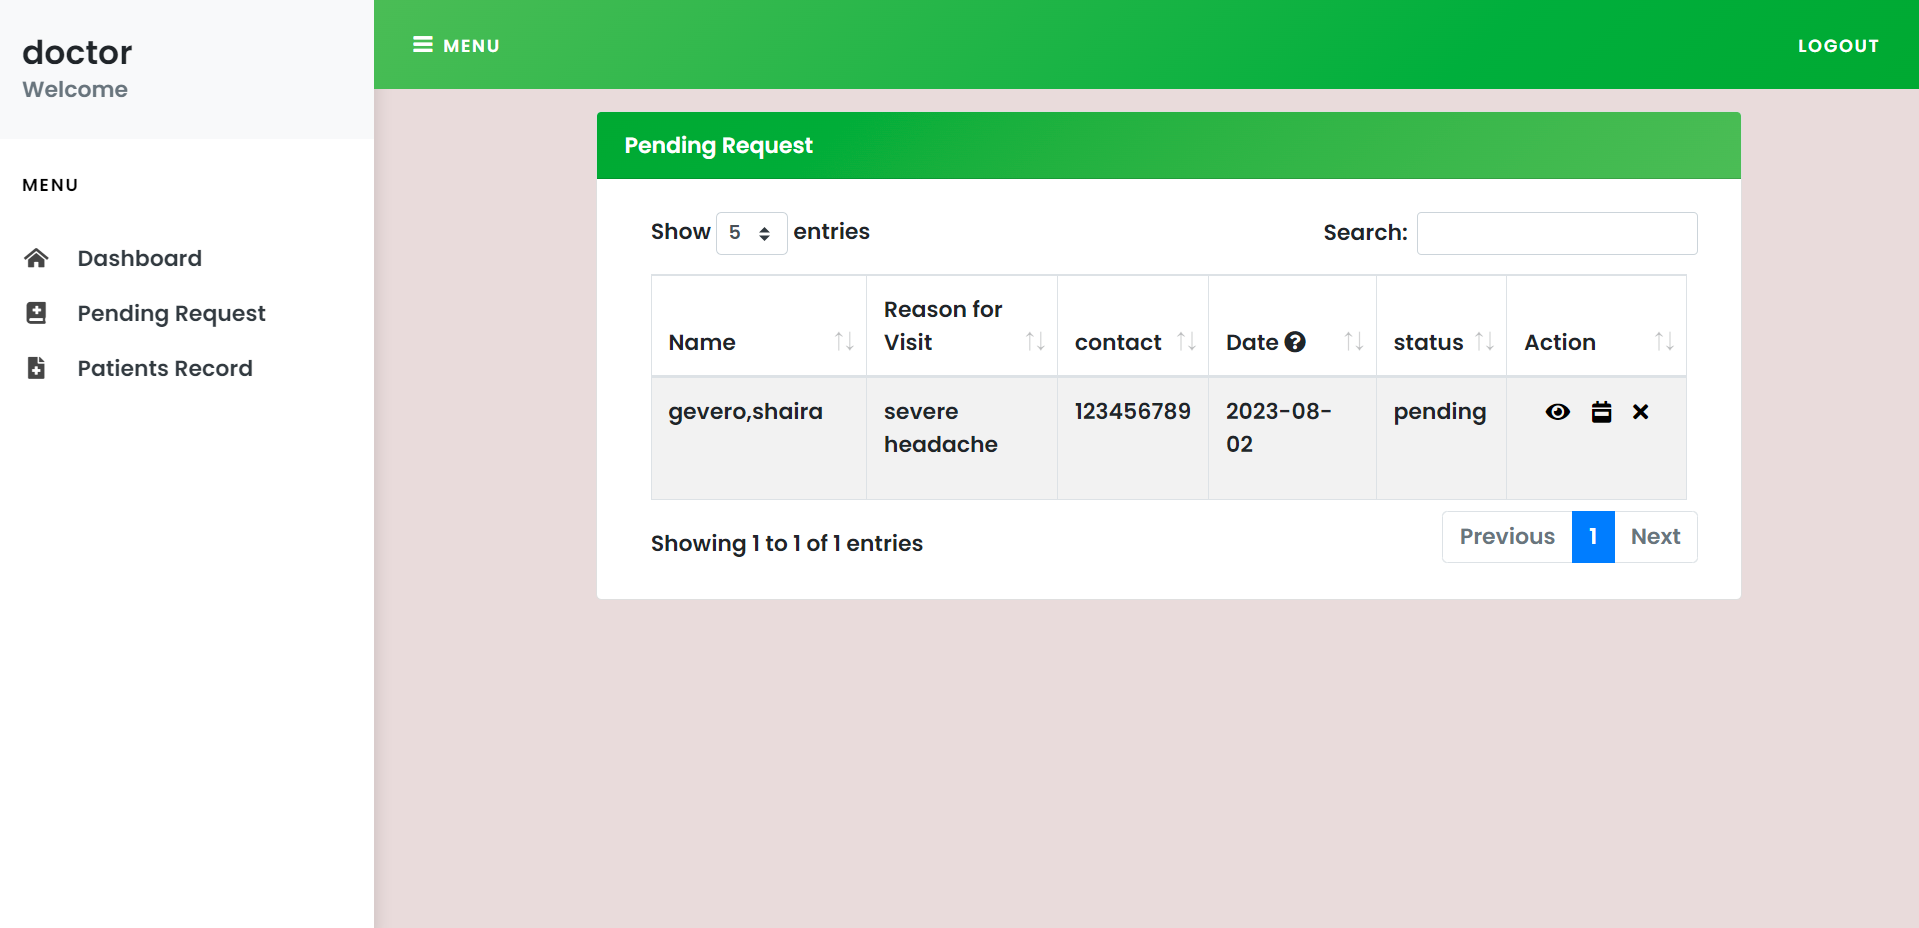 doctor
Welcome
MENU
Dashboard
Pending Request
Patients Record
MENU
LOGOUT
Pending Request
Show 5 entries
Search:
Name
Reason for
Visit
contact
Date
status
Action
gevero,shaira
severe
headache
123456789
2023-08-
02
pending
Showing 1 to 1 of 1 entries
Previous 1 Next